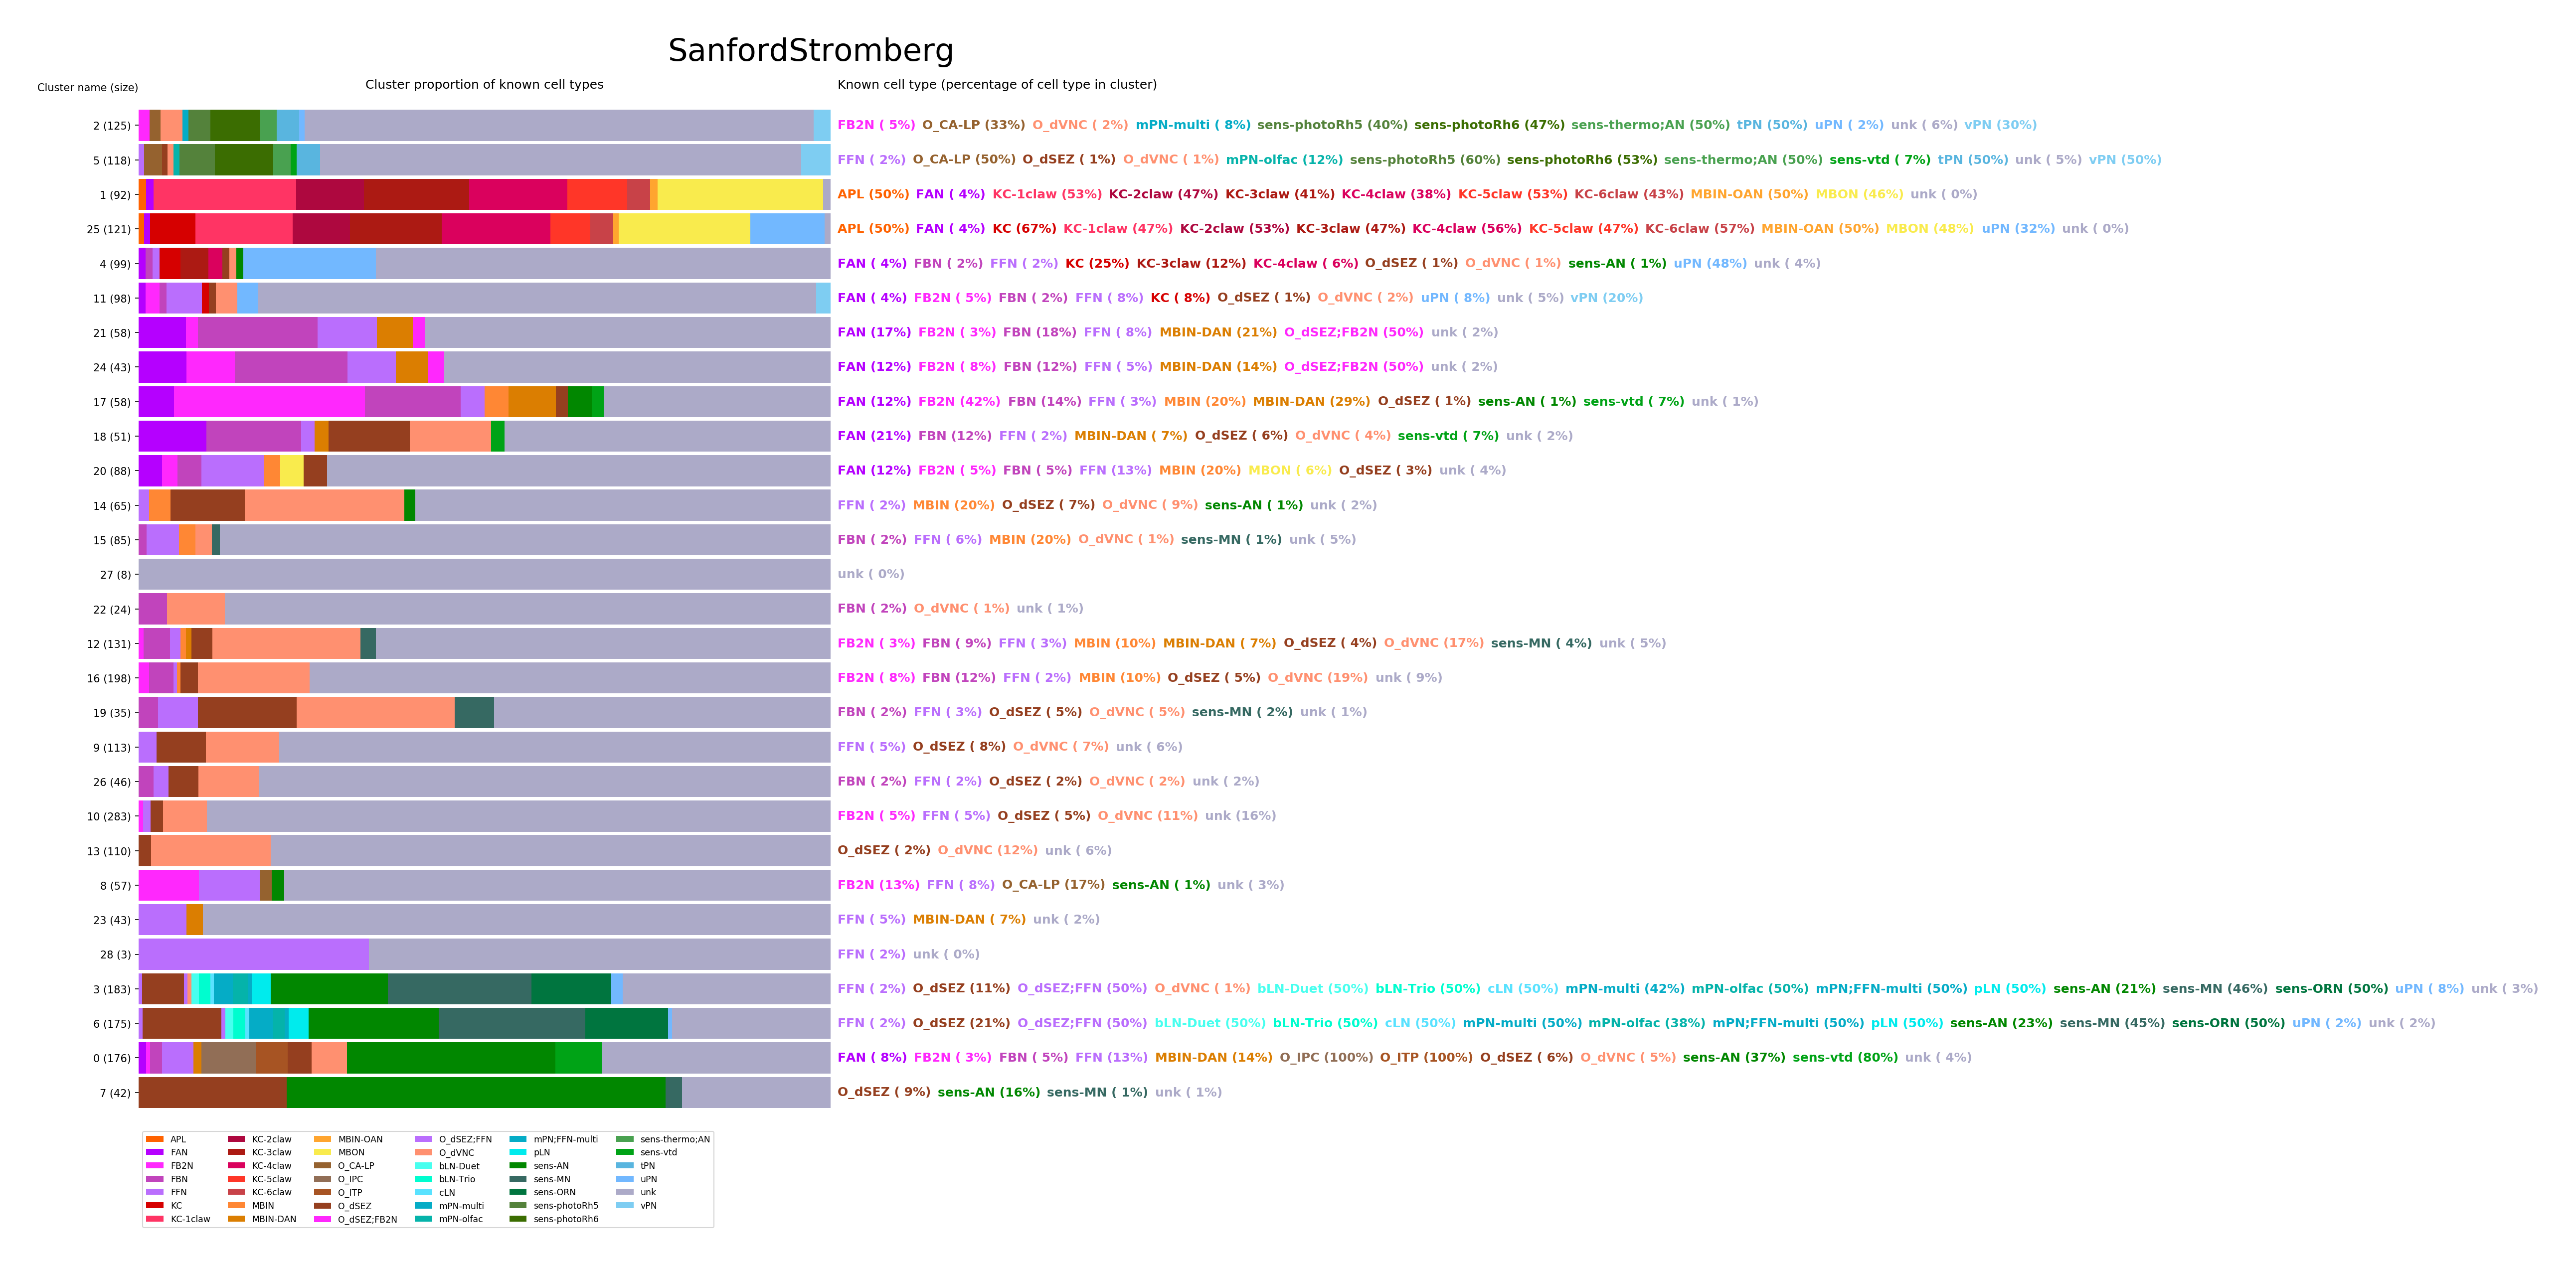 SanfordStromberg
Cluster name (size) Cluster proportion of known cell types Known cell type (percentage of cell type in cluster)
2 (125) FB2N ( 5%) O_CA-LP (33%) O_dVNC ( 2%) mPN-multi ( 8%) sens-photoRh5 (40%) sens-photoRh6 (47%) sens-thermo;AN (50%) tPN (50%) uPN ( 2%) unk ( 6%) vPN (30%)
5 (118) FFN ( 2%) O_CA-LP (50%) O_dSEZ ( 1%) O_dVNC ( 1%) mPN-olfac (12%) sens-photoRh5 (60%) sens-photoRh6 (53%) sens-thermo;AN (50%) sens-vtd ( 7%) tPN (50%) unk ( 5%) vPN (50%)
1 (92) APL (50%) FAN ( 4%) KC-1claw (53%) KC-2claw (47%) KC-3claw (41%) KC-4claw (38%) KC-5claw (53%) KC-6claw (43%) MBIN-OAN (50%) MBON (46%) unk ( 0%)
25 (121) APL (50%) FAN ( 4%) KC (67%) KC-1claw (47%) KC-2claw (53%) KC-3claw (47%) KC-4claw (56%) KC-5claw (47%) KC-6claw (57%) MBIN-OAN (50%) MBON (48%) uPN (32%) unk ( 0%)
4 (99) FAN ( 4%) FBN ( 2%) FFN ( 2%) KC (25%) KC-3claw (12%) KC-4claw ( 6%) O_dSEZ ( 1%) O_dVNC ( 1%) sens-AN ( 1%) uPN (48%) unk ( 4%)
11 (98) FAN ( 4%) FB2N ( 5%) FBN ( 2%) FFN ( 8%) KC ( 8%) O_dSEZ ( 1%) O_dVNC ( 2%) uPN ( 8%) unk ( 5%) vPN (20%)
21 (58) FAN (17%) FB2N ( 3%) FBN (18%) FFN ( 8%) MBIN-DAN (21%) O_dSEZ;FB2N (50%) unk ( 2%)
24 (43) FAN (12%) FB2N ( 8%) FBN (12%) FFN ( 5%) MBIN-DAN (14%) O_dSEZ;FB2N (50%) unk ( 2%)
17 (58) FAN (12%) FB2N (42%) FBN (14%) FFN ( 3%) MBIN (20%) MBIN-DAN (29%) O_dSEZ ( 1%) sens-AN ( 1%) sens-vtd ( 7%) unk ( 1%)
18 (51) FAN (21%) FBN (12%) FFN ( 2%) MBIN-DAN ( 7%) O_dSEZ ( 6%) O_dVNC ( 4%) sens-vtd ( 7%) unk ( 2%)
20 (88) FAN (12%) FB2N ( 5%) FBN ( 5%) FFN (13%) MBIN (20%) MBON ( 6%) O_dSEZ ( 3%) unk ( 4%)
14 (65) FFN ( 2%) MBIN (20%) O_dSEZ ( 7%) O_dVNC ( 9%) sens-AN ( 1%) unk ( 2%)
15 (85) FBN ( 2%) FFN ( 6%) MBIN (20%) O_dVNC ( 1%) sens-MN ( 1%) unk ( 5%)
27 (8) unk ( 0%)
22 (24) FBN ( 2%) O_dVNC ( 1%) unk ( 1%)
12 (131) FB2N ( 3%) FBN ( 9%) FFN ( 3%) MBIN (10%) MBIN-DAN ( 7%) O_dSEZ ( 4%) O_dVNC (17%) sens-MN ( 4%) unk ( 5%)
16 (198) FB2N ( 8%) FBN (12%) FFN ( 2%) MBIN (10%) O_dSEZ ( 5%) O_dVNC (19%) unk ( 9%)
19 (35) FBN ( 2%) FFN ( 3%) O_dSEZ ( 5%) O_dVNC ( 5%) sens-MN ( 2%) unk ( 1%)
9 (113) FFN ( 5%) O_dSEZ ( 8%) O_dVNC ( 7%) unk ( 6%)
26 (46) FBN ( 2%) FFN ( 2%) O_dSEZ ( 2%) O_dVNC ( 2%) unk ( 2%)
10 (283) FB2N ( 5%) FFN ( 5%) O_dSEZ ( 5%) O_dVNC (11%) unk (16%)
13 (110) O_dSEZ ( 2%) O_dVNC (12%) unk ( 6%)
8 (57) FB2N (13%) FFN ( 8%) O_CA-LP (17%) sens-AN ( 1%) unk ( 3%)
23 (43) FFN ( 5%) MBIN-DAN ( 7%) unk ( 2%)
28 (3) FFN ( 2%) unk ( 0%)
3 (183) FFN ( 2%) O_dSEZ (11%) O_dSEZ;FFN (50%) O_dVNC ( 1%) bLN-Duet (50%) bLN-Trio (50%) cLN (50%) mPN-multi (42%) mPN-olfac (50%) mPN;FFN-multi (50%) pLN (50%) sens-AN (21%) sens-MN (46%) sens-ORN (50%) uPN ( 8%) unk ( 3%)
6 (175) FFN ( 2%) O_dSEZ (21%) O_dSEZ;FFN (50%) bLN-Duet (50%) bLN-Trio (50%) cLN (50%) mPN-multi (50%) mPN-olfac (38%) mPN;FFN-multi (50%) pLN (50%) sens-AN (23%) sens-MN (45%) sens-ORN (50%) uPN ( 2%) unk ( 2%)
0 (176) FAN ( 8%) FB2N ( 3%) FBN ( 5%) FFN (13%) MBIN-DAN (14%) O_IPC (100%) O_ITP (100%) O_dSEZ ( 6%) O_dVNC ( 5%) sens-AN (37%) sens-vtd (80%) unk ( 4%)
7 (42) O_dSEZ ( 9%) sens-AN (16%) sens-MN ( 1%) unk ( 1%)
APL KC-2claw MBIN-OAN O_dSEZ;FFN mPN;FFN-multi sens-thermo;AN
FAN KC-3claw MBON O_dVNC pLN sens-vtd
FB2N KC-4claw O_CA-LP bLN-Duet sens-AN tPN
FBN KC-5claw O_IPC bLN-Trio sens-MN uPN
FFN KC-6claw O_ITP cLN sens-ORN unk
KC MBIN O_dSEZ mPN-multi sens-photoRh5 vPN
KC-1claw MBIN-DAN O_dSEZ;FB2N mPN-olfac sens-photoRh6